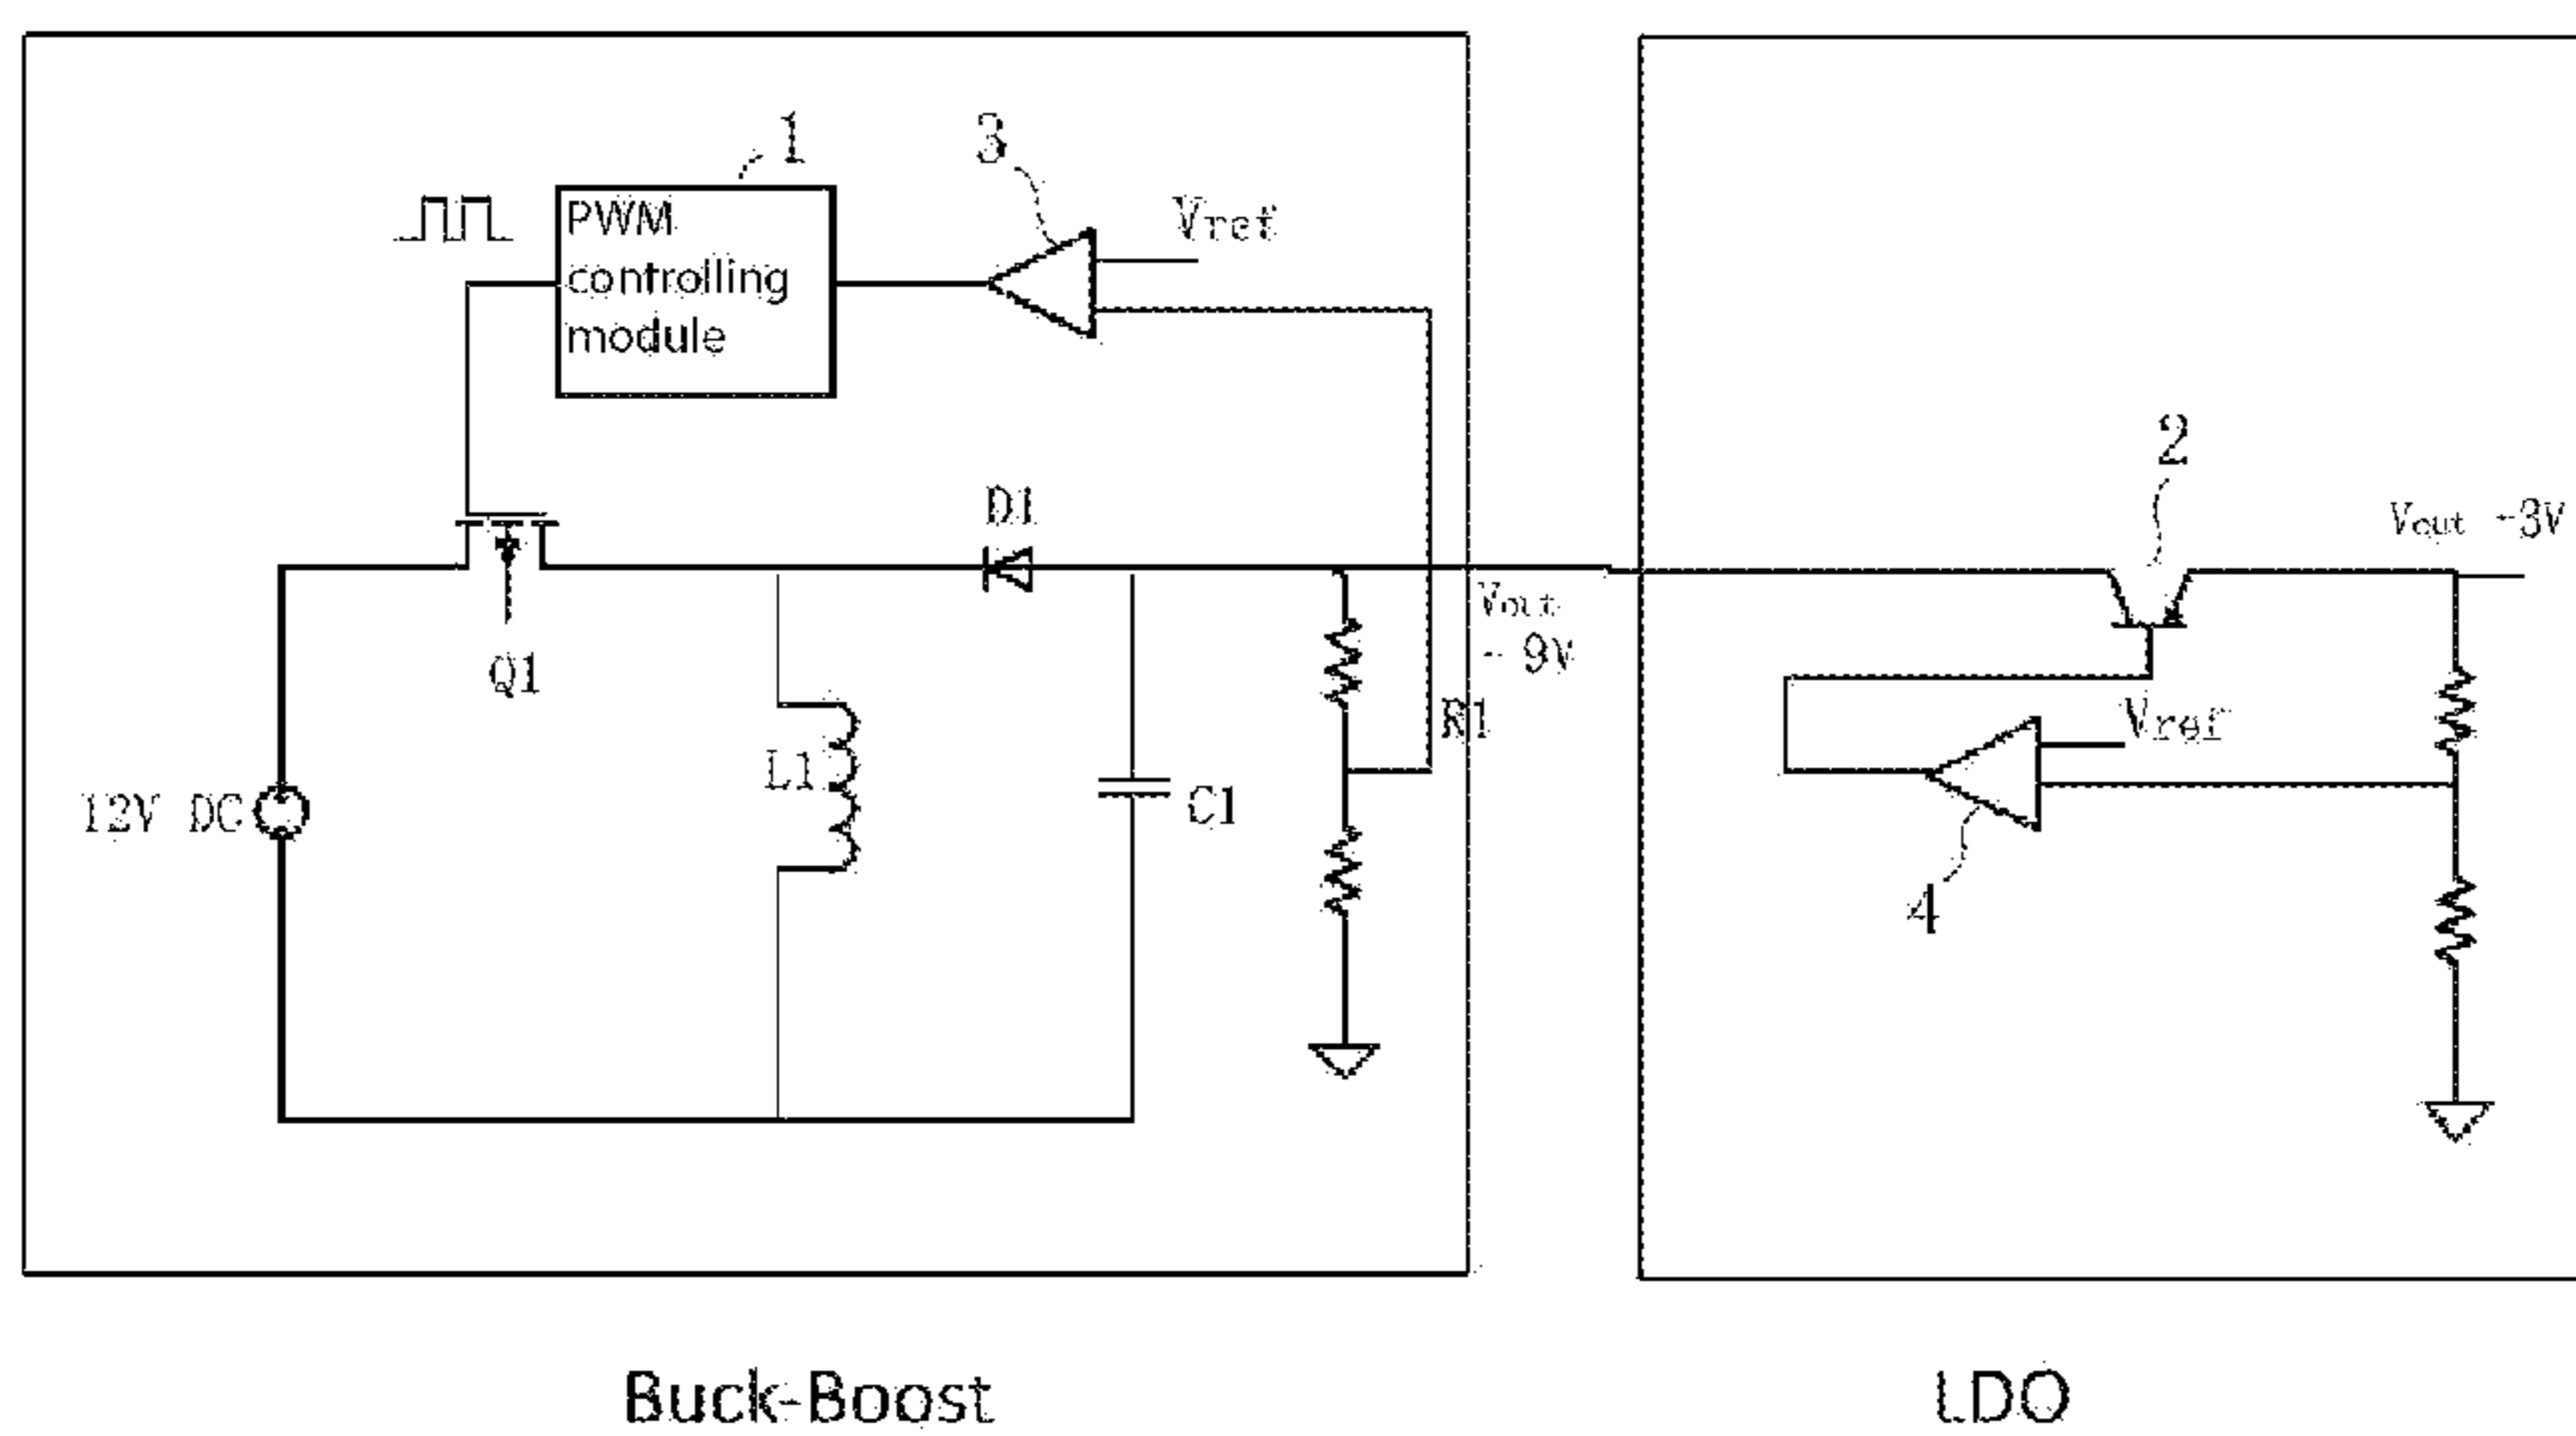 1
3
PWM
controlling
module
Vref
2
D1
Vout -3V
Vout
- 9V
Q1
R1
Vref
L1
12V DC
C1
4
Buck-Boost
LDO